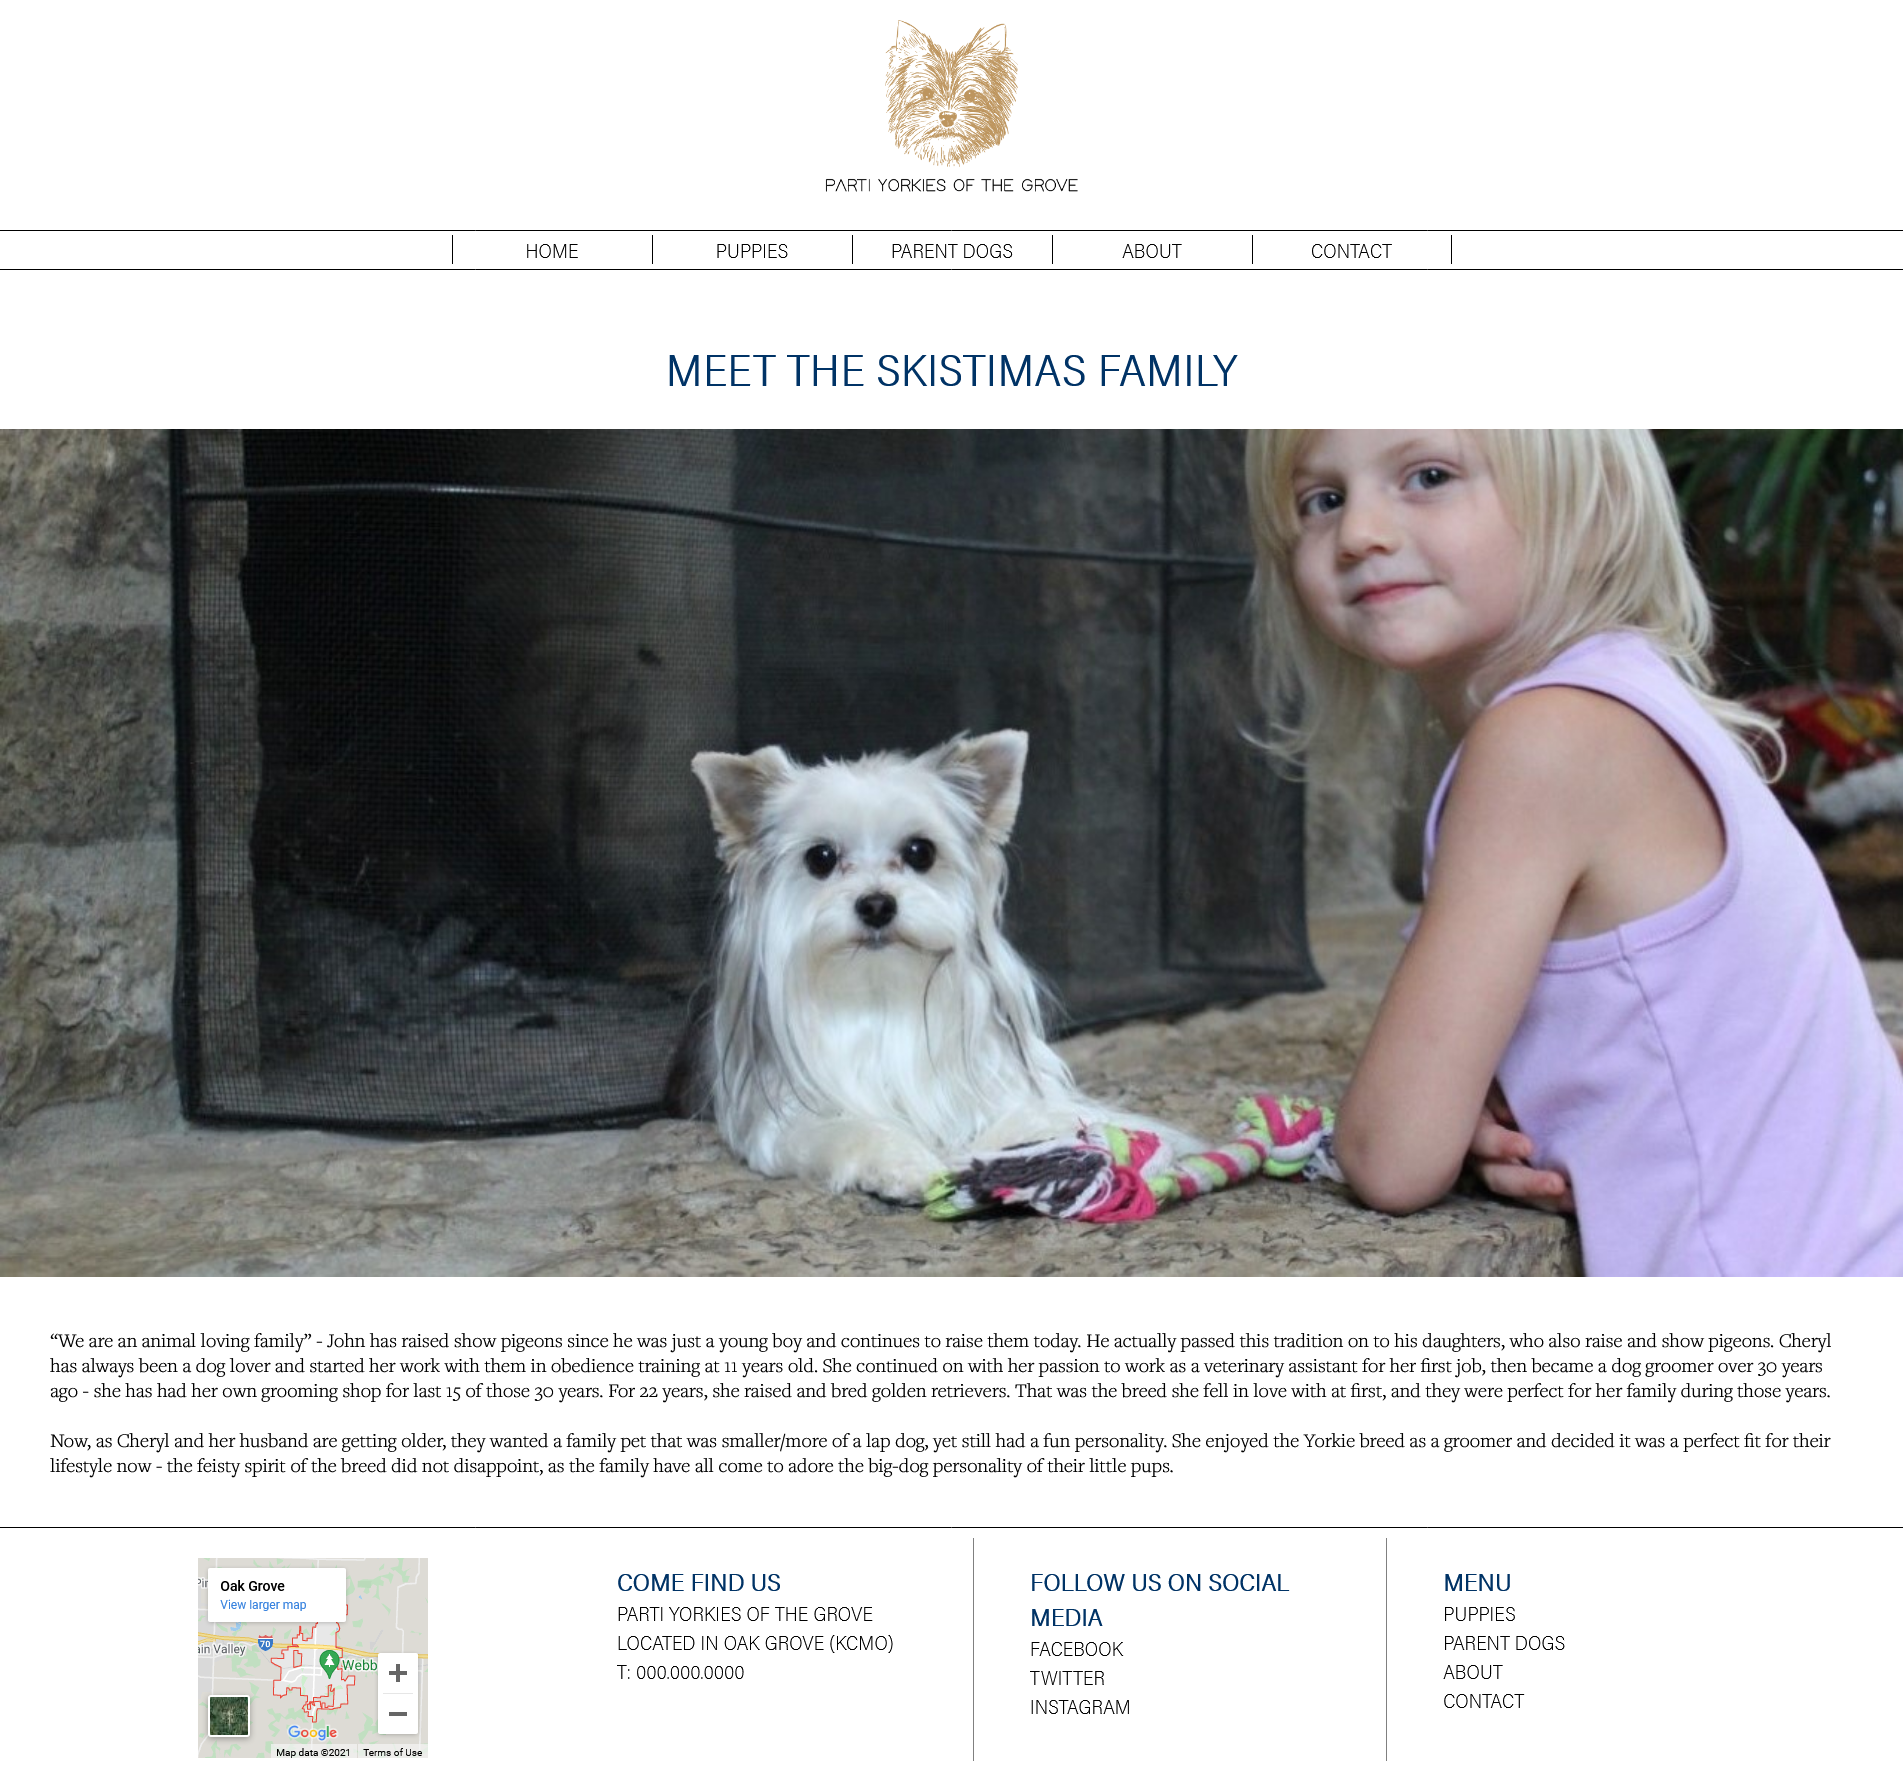 PARTI YORKIES OF THE GROVE
HOME PUPPIES PARENT DOGS ABOUT CONTACT
MEET THE SKISTIMAS FAMILY
“We are an animal loving family” - John has raised show pigeons since he was just a young boy and continues to raise them today. He actually passed this tradition on to his daughters, who also raise and show pigeons. Cheryl
has always been a dog lover and started her work with them in obedience training at 11 years old. She continued on with her passion to work as a veterinary assistant for her first job, then became a dog groomer over 30 years
ago - she has had her own grooming shop for last 15 of those 30 years. For 22 years, she raised and bred golden retrievers. That was the breed she fell in love with at first, and they were perfect for her family during those years.
Now, as Cheryl and her husband are getting older, they wanted a family pet that was smaller/more of a lap dog, yet still had a fun personality. She enjoyed the Yorkie breed as a groomer and decided it was a perfect fit for their
lifestyle now - the feisty spirit of the breed did not disappoint, as the family have all come to adore the big-dog personality of their little pups.
Oak Grove
View larger map
70
ain Valley
Webb
Google
Map data ©2021 Terms of Use
COME FIND US
PARTI YORKIES OF THE GROVE
LOCATED IN OAK GROVE (KCMO)
T: 000.000.0000
FOLLOW US ON SOCIAL
MEDIA
FACEBOOK
TWITTER
INSTAGRAM
MENU
PUPPIES
PARENT DOGS
ABOUT
CONTACT